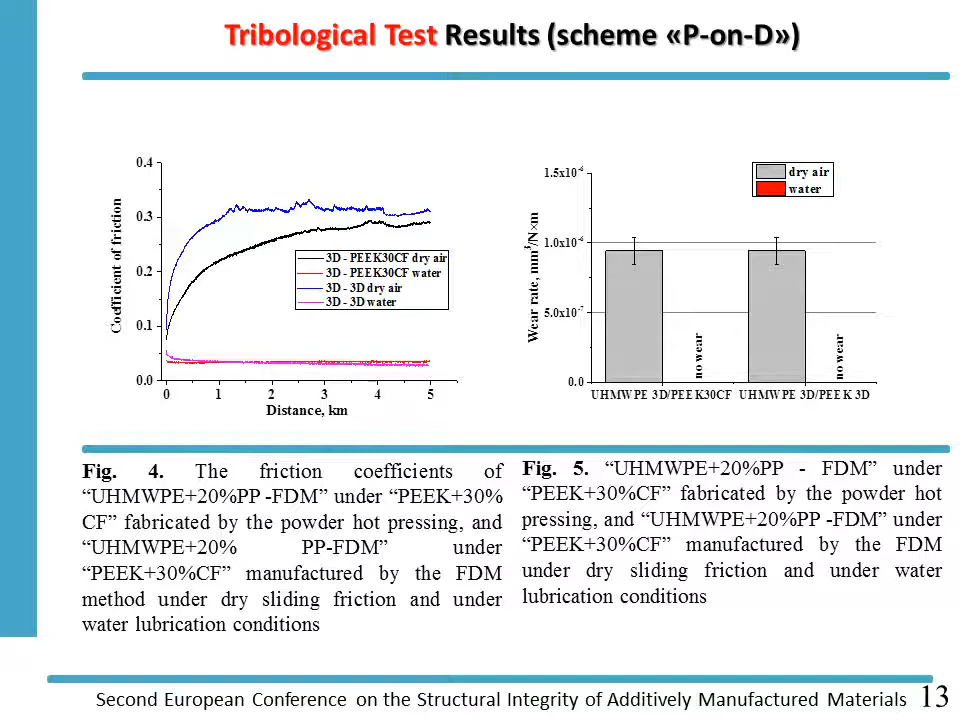 Tribological Test Results (scheme «P-on-D»)
0.4
0.3
0.2
0.1
0.0
Coefficient of friction
3D - PEEK30CF dry air
3D - PEEK30CF water
3D - 3D dry air
3D - 3D water
0 1 2 3 4 5
Distance, km
1.5x10⁻⁶
1.0x10⁻⁶
5.0x10⁻⁷
0.0
Wear rate, mm³/N×m
dry air
water
no wear
no wear
UHMWPE 3D/PEEK30CF UHMWPE 3D/PEEK 3D
Fig. 4. The friction coefficients of
“UHMWPE+20%PP -FDM” under “PEEK+30%
CF” fabricated by the powder hot pressing, and
“UHMWPE+20% PP-FDM” under
“PEEK+30%CF” manufactured by the FDM
method under dry sliding friction and under
water lubrication conditions
Fig. 5. “UHMWPE+20%PP - FDM” under
“PEEK+30%CF” fabricated by the powder hot
pressing, and “UHMWPE+20%PP -FDM” under
“PEEK+30%CF” manufactured by the FDM
under dry sliding friction and under water
lubrication conditions
Second European Conference on the Structural Integrity of Additively Manufactured Materials 13